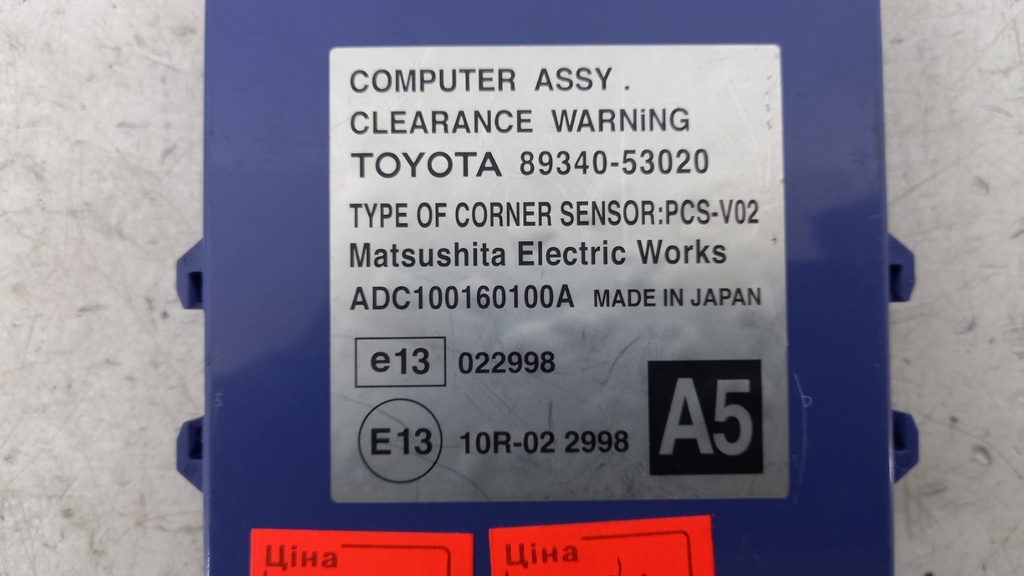 COMPUTER ASSY .
CLEARANCE WARNiNG
TOYOTA 89340-53020
TYPE OF CORNER SENSOR:PCS-V02
Matsushita Electric Works
ADC100160100A MADE IN JAPAN
e13 022998
E13 10R-02 2998
A5
Ціна Ціна